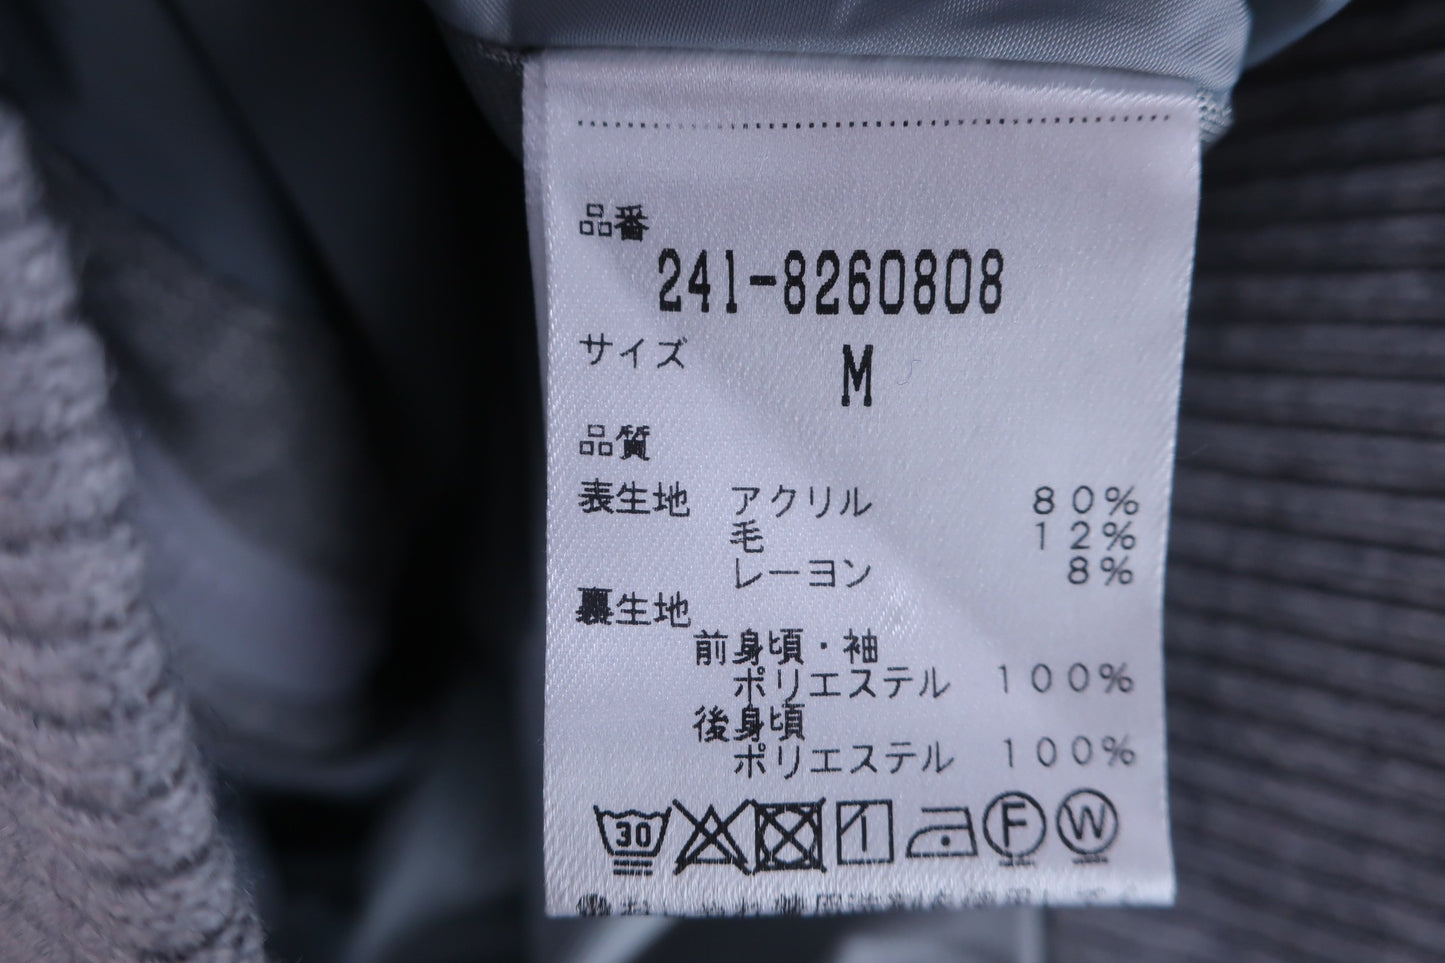 品番
241-8260808
サイズ M
品質
表生地 アクリル 80%
毛 12%
レーヨン 8%
裏生地
前身頃・袖
ポリエステル 100%
後身頃
ポリエステル 100%
30 1 F W